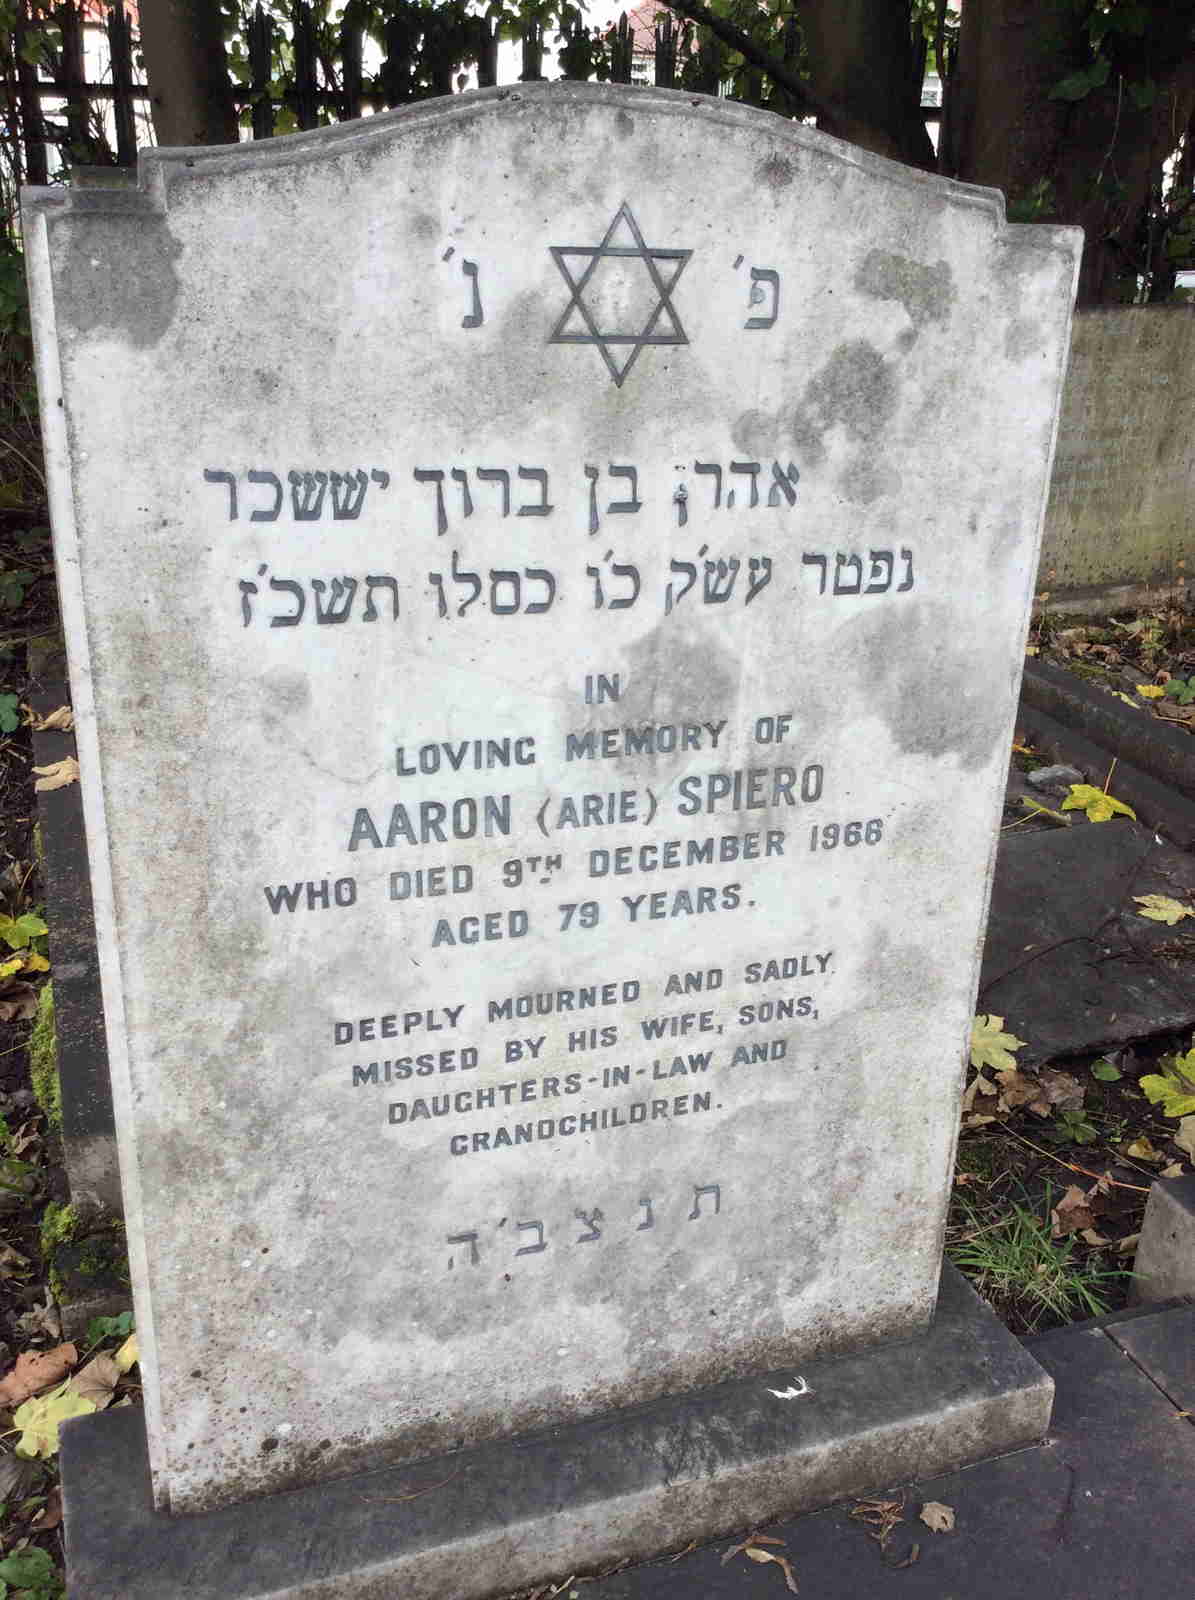 פ׳ נ׳
אהרן בן ברוך יששכר
נפטר עש״ק כ״ו כסלו תשכ״ז
IN
LOVING MEMORY OF
AARON (ARIE) SPIERO
WHO DIED 9TH DECEMBER 1966
AGED 79 YEARS.
DEEPLY MOURNED AND SADLY
MISSED BY HIS WIFE, SONS,
DAUGHTERS-IN-LAW AND
GRANDCHILDREN.
ת נ צ ב׳ ה